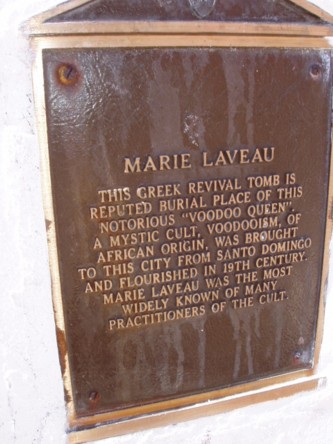 MARIE LAVEAU
THIS GREEK REVIVAL TOMB IS
REPUTED BURIAL PLACE OF THIS
NOTORIOUS "VOODOO QUEEN".
A MYSTIC CULT, VOODOOISM, OF
AFRICAN ORIGIN, WAS BROUGHT
TO THIS CITY FROM SANTO DOMINGO
AND FLOURISHED IN 19TH CENTURY.
MARIE LAVEAU WAS THE MOST
WIDELY KNOWN OF MANY
PRACTITIONERS OF THE CULT.